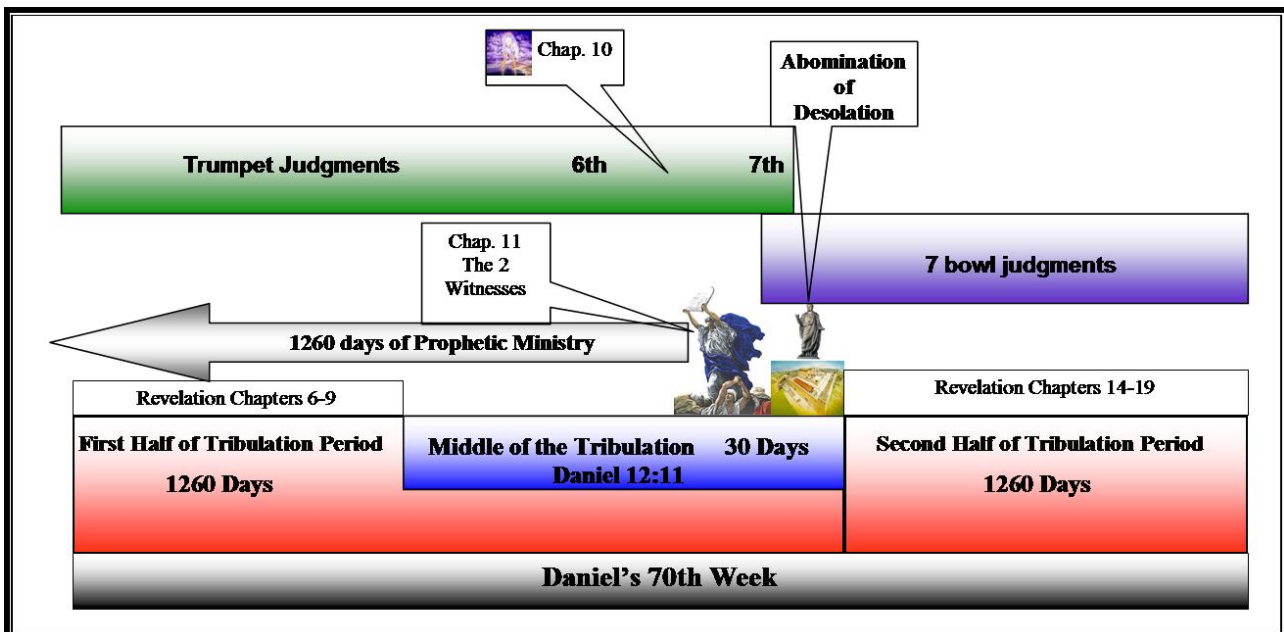 Chap. 10
Abomination
of
Desolation
Trumpet Judgments 6th 7th
Chap. 11
The 2
Witnesses
7 bowl judgments
1260 days of Prophetic Ministry
Revelation Chapters 6-9
Revelation Chapters 14-19
First Half of Tribulation Period
1260 Days
Middle of the Tribulation 30 Days
Daniel 12:11
Second Half of Tribulation Period
1260 Days
Daniel's 70th Week